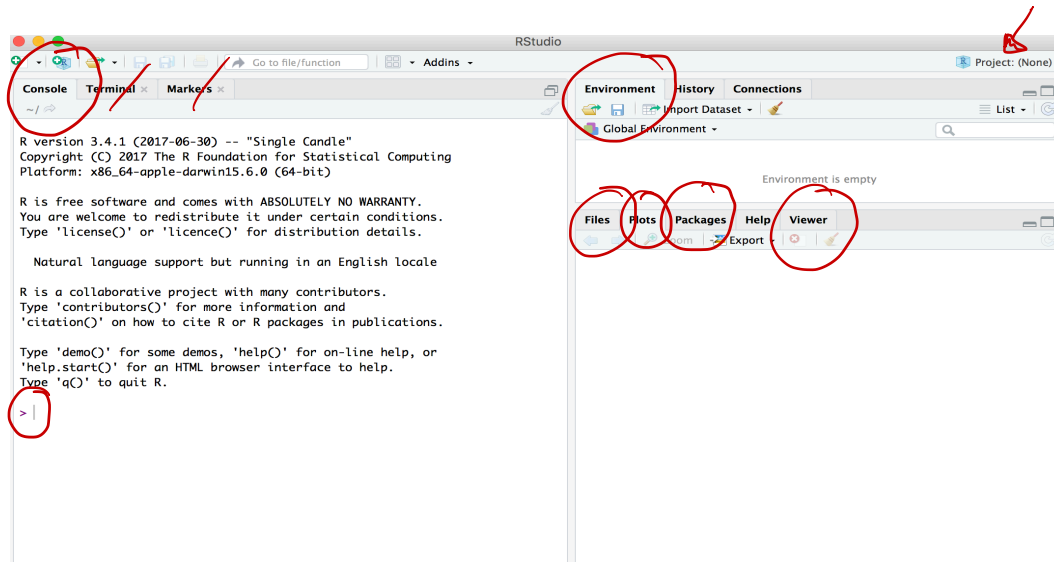 RStudio
Go to file/function
Addins
Project: (None)
Console Terminal Markers
~/
R version 3.4.1 (2017-06-30) -- "Single Candle"
Copyright (C) 2017 The R Foundation for Statistical Computing
Platform: x86_64-apple-darwin15.6.0 (64-bit)
R is free software and comes with ABSOLUTELY NO WARRANTY.
You are welcome to redistribute it under certain conditions.
Type 'license()' or 'licence()' for distribution details.
Natural language support but running in an English locale
R is a collaborative project with many contributors.
Type 'contributors()' for more information and
'citation()' on how to cite R or R packages in publications.
Type 'demo()' for some demos, 'help()' for on-line help, or
'help.start()' for an HTML browser interface to help.
Type 'q()' to quit R.
>
Environment History Connections
Import Dataset
List
Global Environment
Environment is empty
Files Plots Packages Help Viewer
Zoom Export